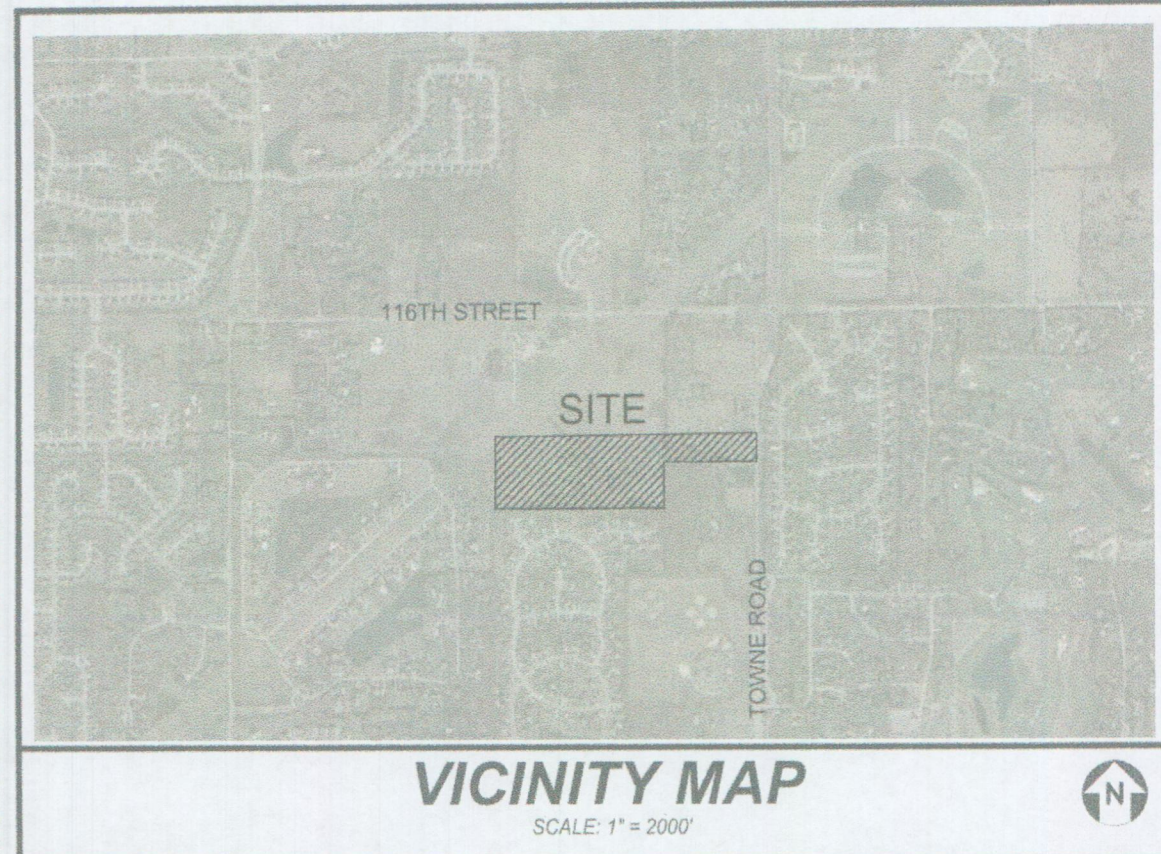 116TH STREET
SITE
TOWNE ROAD
VICINITY MAP
SCALE: 1" = 2000'
N